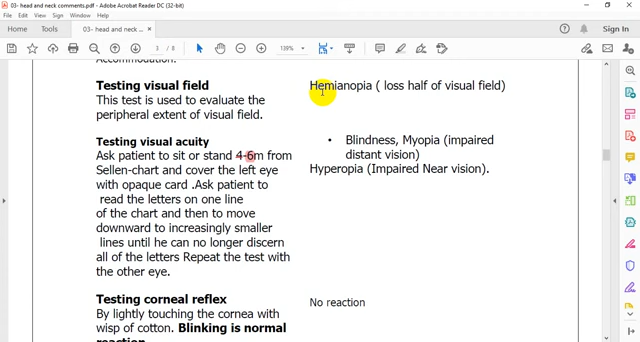 03- head and neck comments.pdf - Adobe Acrobat Reader DC (32-bit)
File Edit View Sign Window Help
Home Tools 03- head and neck ... × Sign In
3 / 8 139%
Accommodation.
Testing visual field
This test is used to evaluate the
peripheral extent of visual field.
Hemianopia ( loss half of visual field)
Testing visual acuity
Ask patient to sit or stand 4-6m from
Sellen-chart and cover the left eye
with opaque card .Ask patient to
read the letters on one line
of the chart and then to move
downward to increasingly smaller
lines until he can no longer discern
all of the letters Repeat the test with
the other eye.
• Blindness, Myopia (impaired
distant vision)
Hyperopia (Impaired Near vision).
Testing corneal reflex
By lightly touching the cornea with
wisp of cotton. Blinking is normal
reaction
No reaction